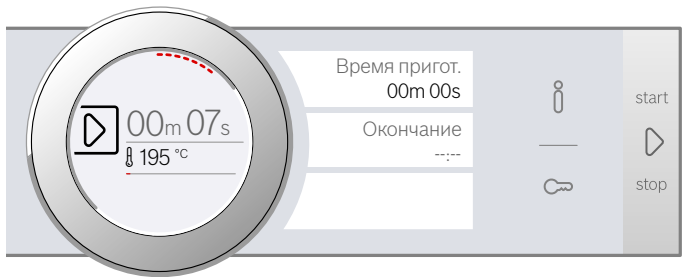 00m 07s
195 °C
Время пригот.
00m 00s
Окончание
--:--
start
stop